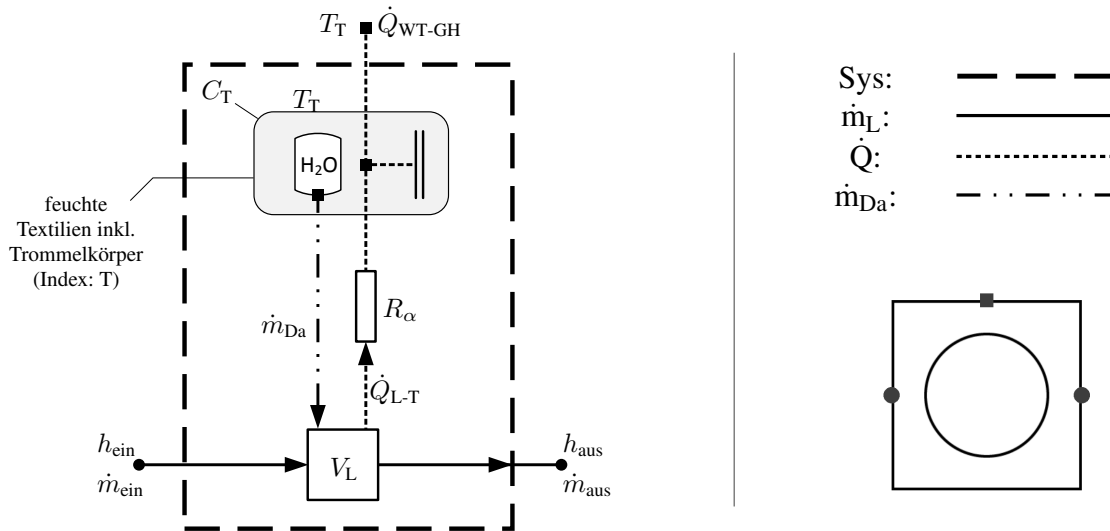 T_T Q̇_WT-GH
C_T
T_T
H₂O
feuchte
Textilien inkl.
Trommelkörper
(Index: T)
R_α
ṁ_Da
Q̇_L-T
h_ein
ṁ_ein
V_L
h_aus
ṁ_aus
Sys:
ṁ_L:
Q̇:
ṁ_Da: